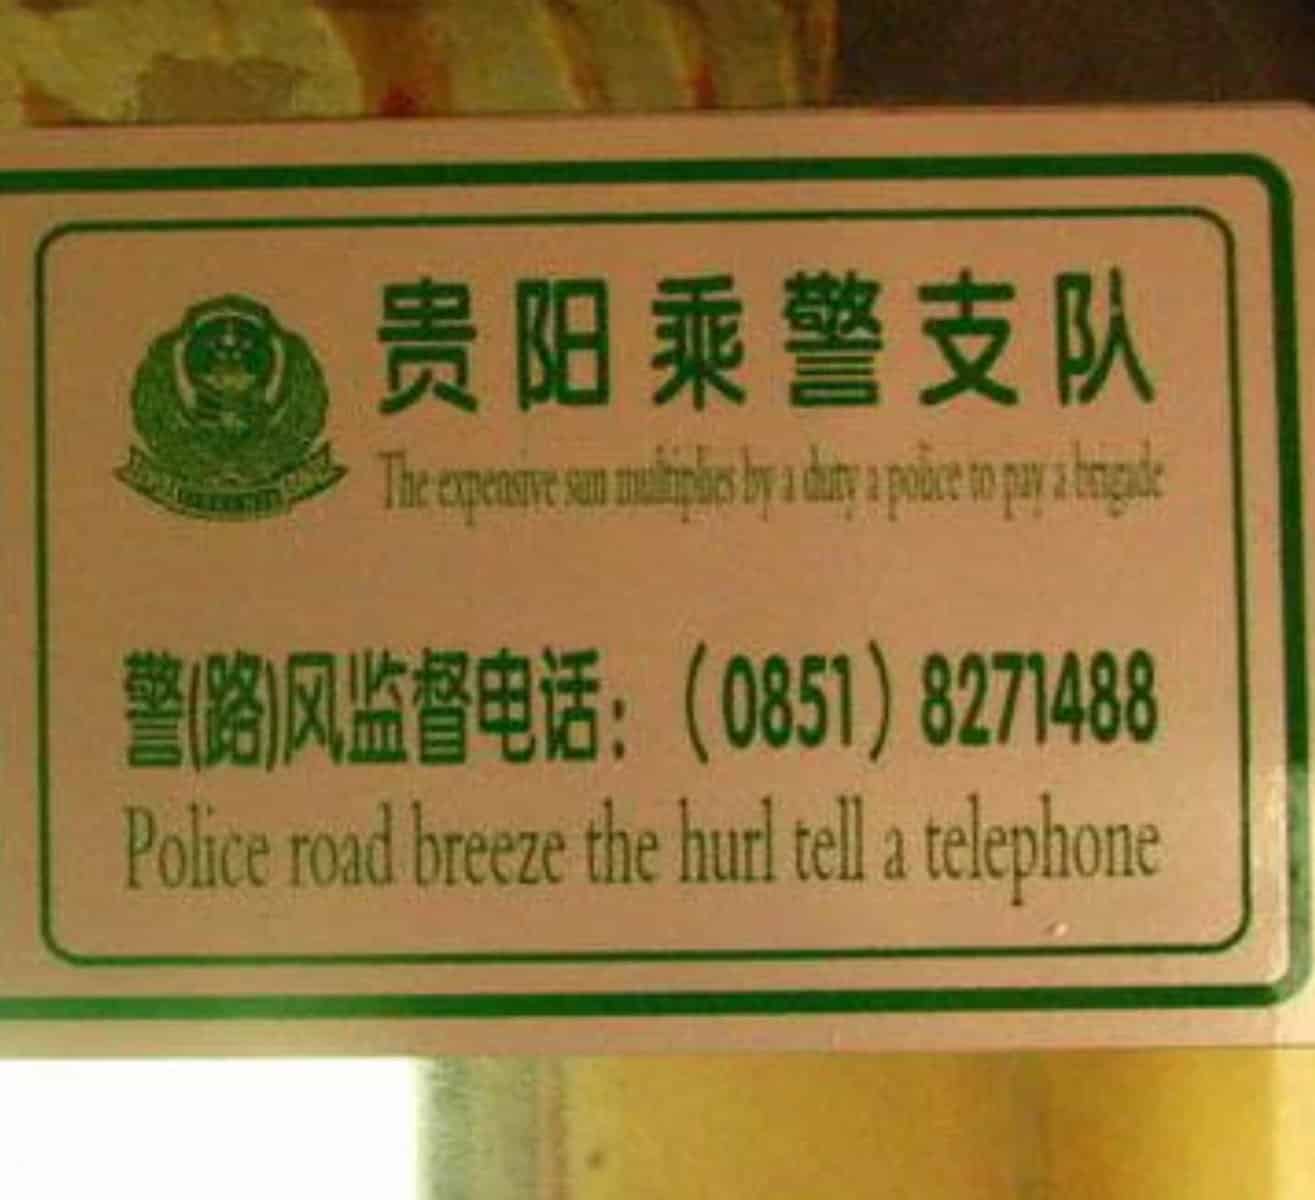 贵阳乘警支队
The expensive sun multiplies by a duty a police to pay a brigade
警(路)风监督电话：（0851）8271488
Police road breeze the hurl tell a telephone